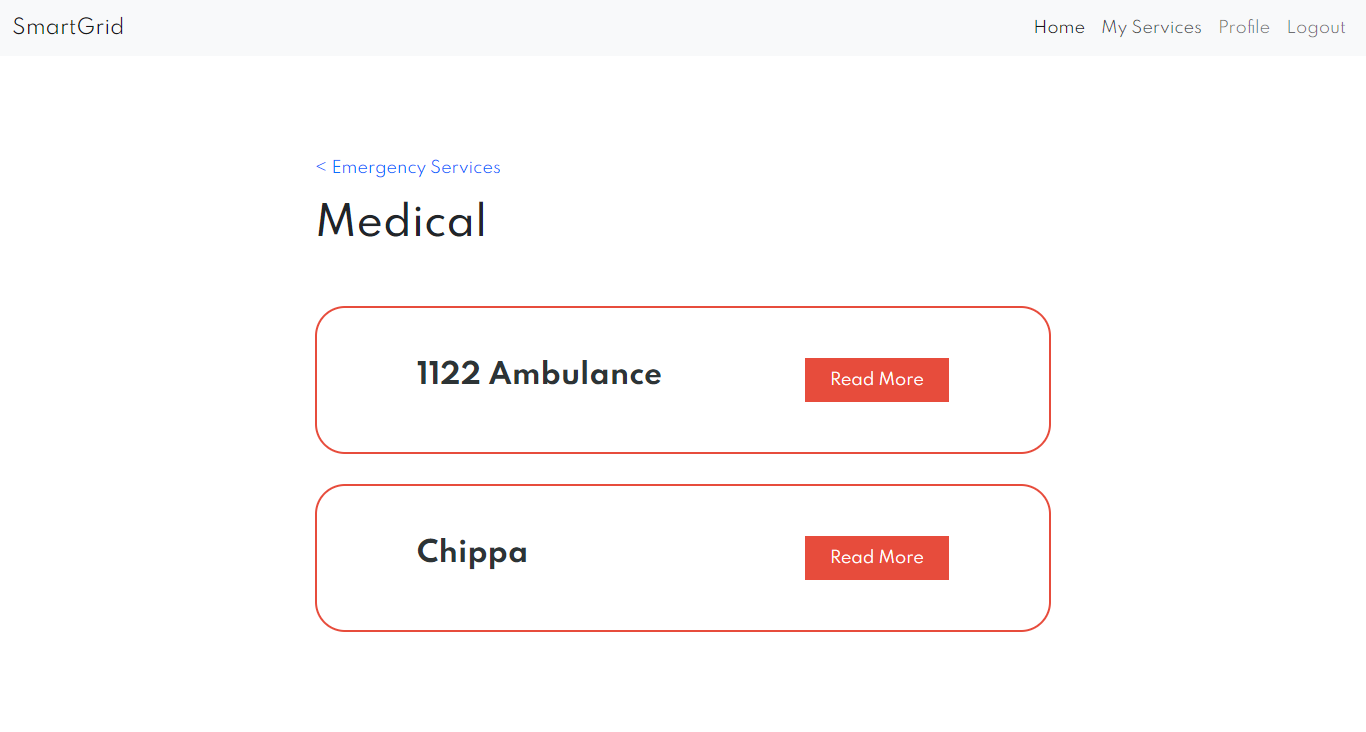 SmartGrid
Home My Services Profile Logout
< Emergency Services
Medical
1122 Ambulance
Read More
Chippa
Read More